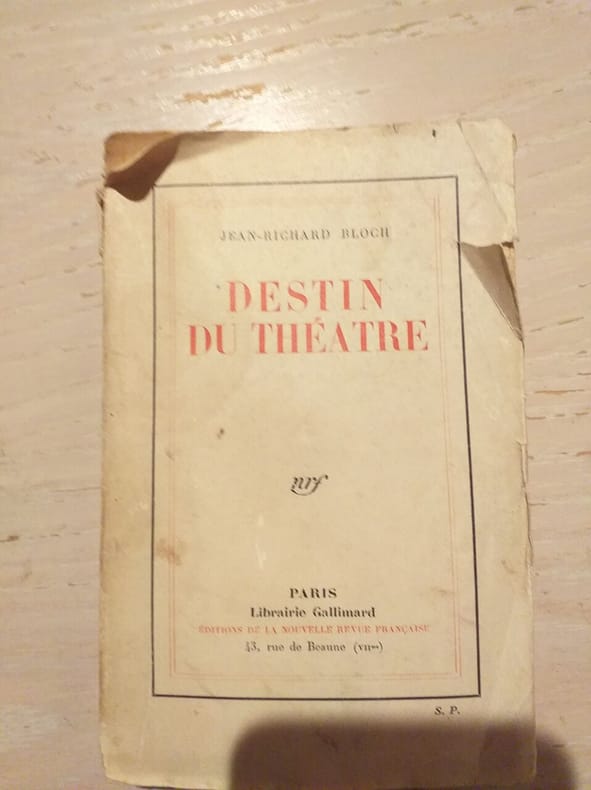 JEAN-RICHARD BLOCH
DESTIN
DU THÉATRE
nrf
PARIS
Librairie Gallimard
ÉDITIONS DE LA NOUVELLE REVUE FRANÇAISE
43, rue de Beaune (VIIme)
S. P.